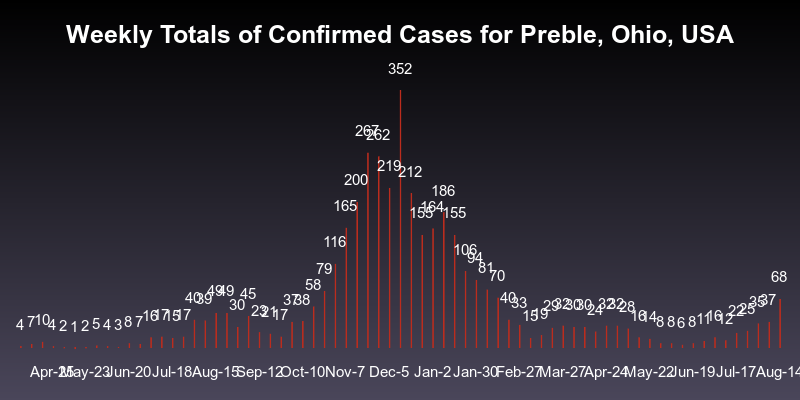 Weekly Totals of Confirmed Cases for Preble, Ohio, USA
4 7 10 4 2 1 2 5 4 3 8 7 16 17 15 17 40 39 49 49 30 45 23 21 17 37 38 58 79 116 165 200 267 262 219 352 212 155 164 186 155 106 94 81 70 40 33 15 19 29 32 30 30 24 32 32 28 16 14 8 8 6 8 11 16 12 22 25 35 37 68
Apr-25 May-23 Jun-20 Jul-18 Aug-15 Sep-12 Oct-10 Nov-7 Dec-5 Jan-2 Jan-30 Feb-27 Mar-27 Apr-24 May-22 Jun-19 Jul-17 Aug-14